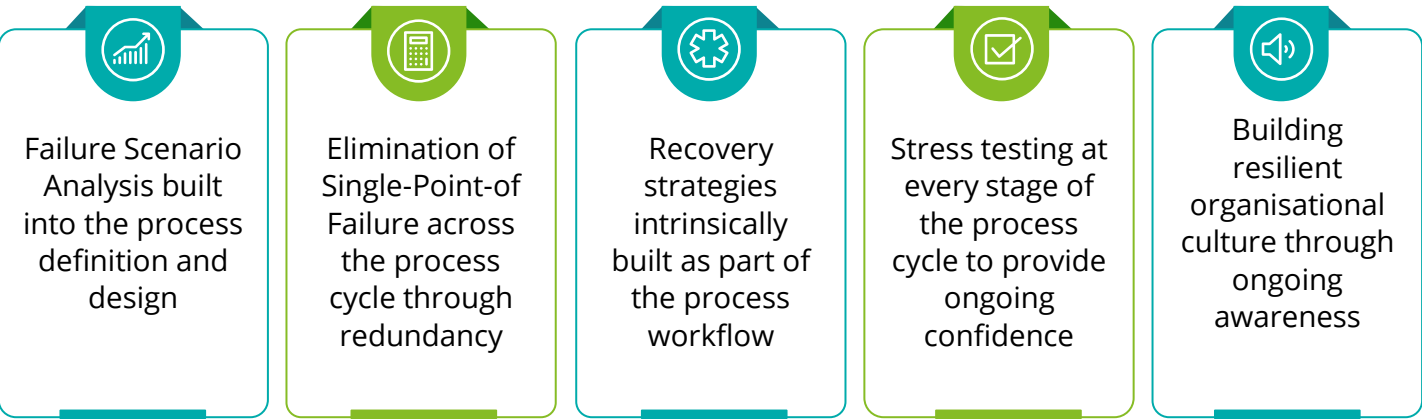 Failure Scenario
Analysis built
into the process
definition and
design
Elimination of
Single-Point-of
Failure across
the process
cycle through
redundancy
Recovery
strategies
intrinsically
built as part of
the process
workflow
Stress testing at
every stage of
the process
cycle to provide
ongoing
confidence
Building
resilient
organisational
culture through
ongoing
awareness